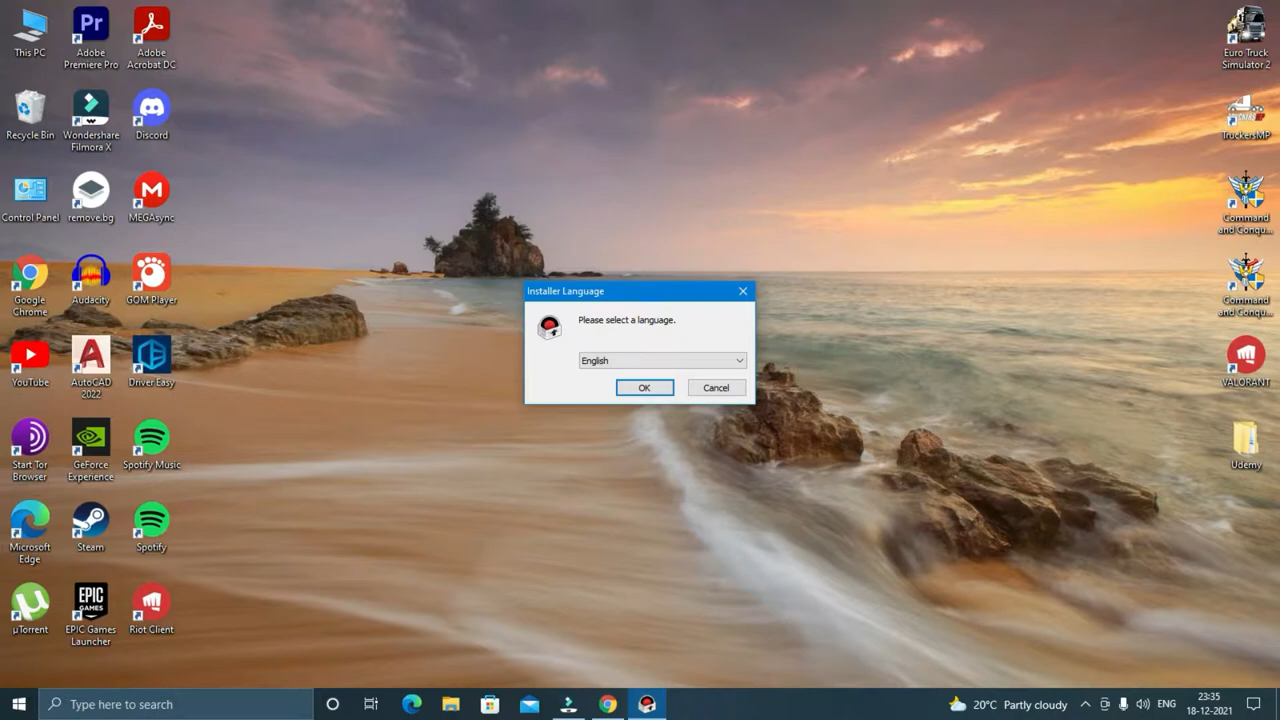 This PC
Adobe
Premiere Pro
Adobe
Acrobat DC
Recycle Bin
Wondershare
Filmora X
Discord
Control Panel
remove.bg
MEGAsync
Google
Chrome
Audacity
GOM Player
YouTube
AutoCAD
2022
Driver Easy
Start Tor
Browser
GeForce
Experience
Spotify Music
Microsoft
Edge
Steam
Spotify
µTorrent
EPIC Games
Launcher
Riot Client
Pr
M
A
EPIC
GAMES
Installer Language
Please select a language.
English
OK
Cancel
Euro Truck
Simulator 2
TruckersMP
Command
and Conqu...
Command
and Conqu...
VALORANT
Udemy
Type here to search
20°C Partly cloudy
ENG
23:35
18-12-2021